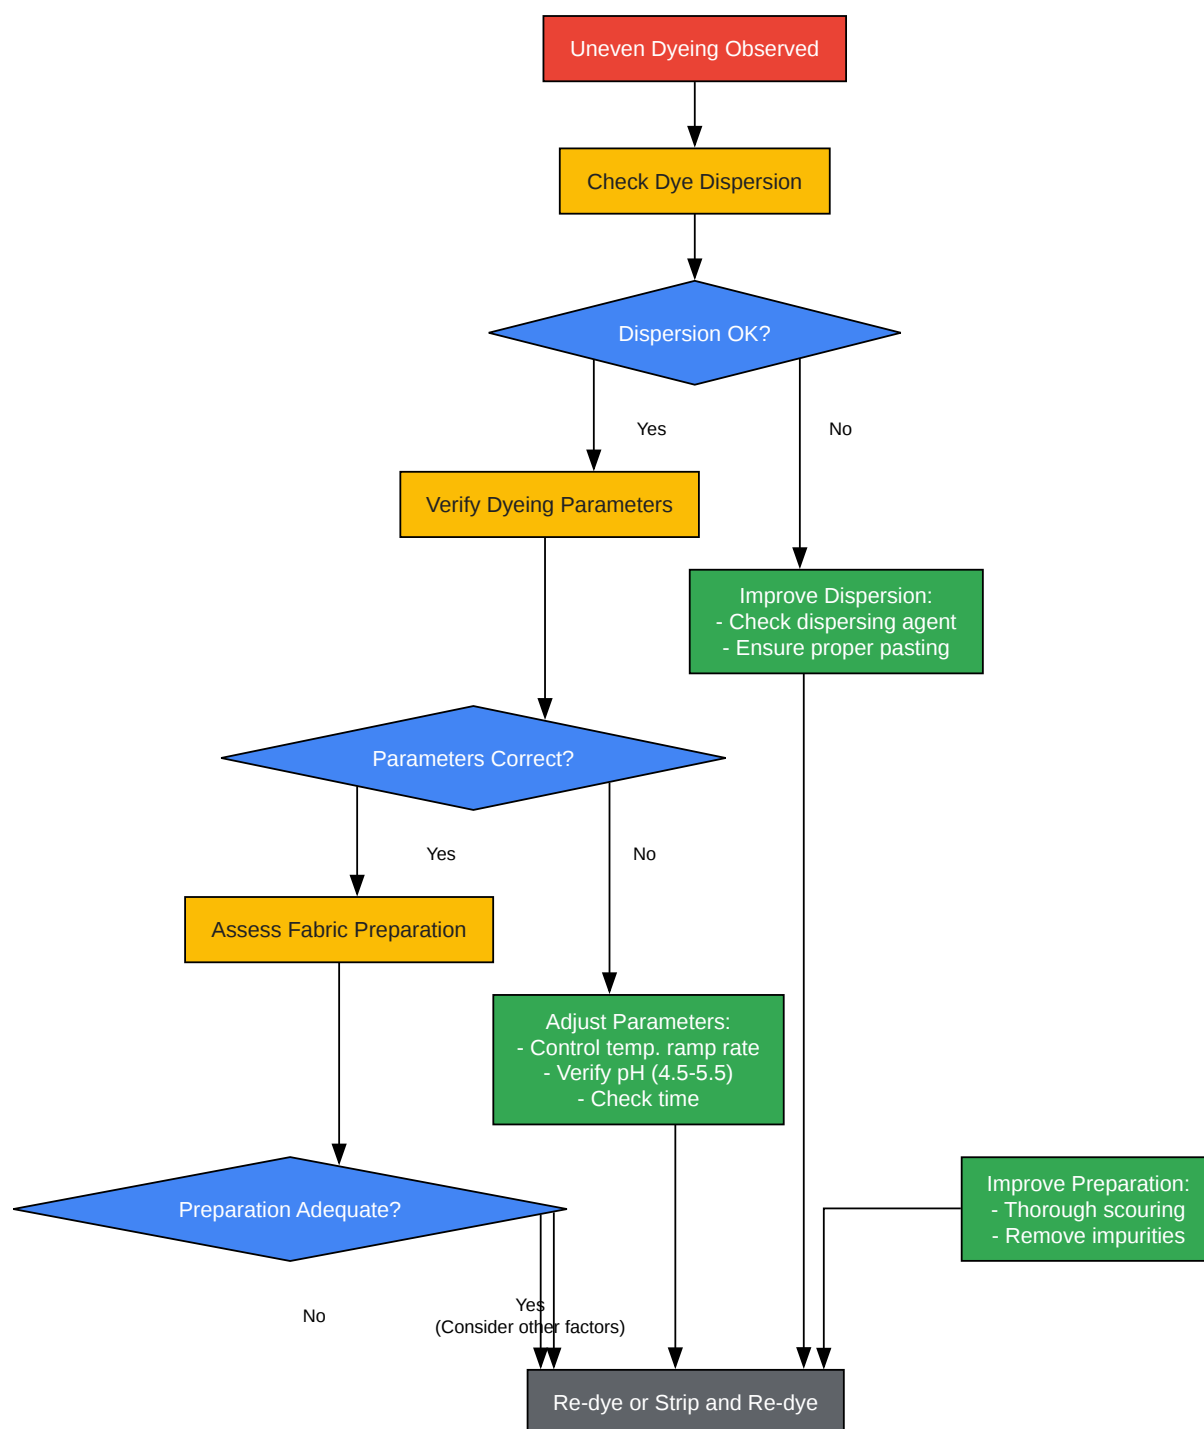 Uneven Dyeing Observed
Check Dye Dispersion
Dispersion OK?
Yes
No
Verify Dyeing Parameters
Improve Dispersion:
- Check dispersing agent
- Ensure proper pasting
Parameters Correct?
Yes
No
Assess Fabric Preparation
Adjust Parameters:
- Control temp. ramp rate
- Verify pH (4.5-5.5)
- Check time
Preparation Adequate?
Improve Preparation:
- Thorough scouring
- Remove impurities
No
Yes
(Consider other factors)
Re-dye or Strip and Re-dye